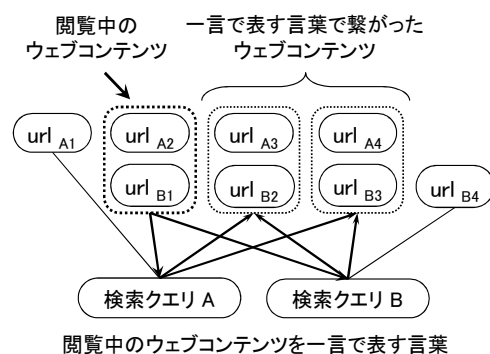 閲覧中の
ウェブコンテンツ
一言で表す言葉で繋がった
ウェブコンテンツ
url A1
url A2
url A3
url A4
url B1
url B2
url B3
url B4
検索クエリ A
検索クエリ B
閲覧中のウェブコンテンツを一言で表す言葉